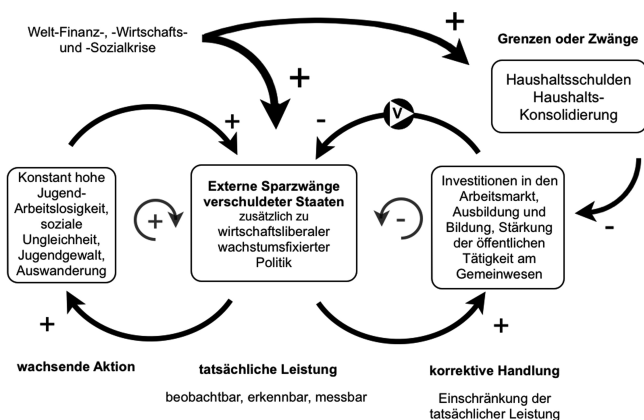 Welt-Finanz-, -Wirtschafts-
und -Sozialkrise
+
+
Grenzen oder Zwänge
Haushaltsschulden
Haushalts-
Konsolidierung
+
-
V
Konstant hohe
Jugend-
Arbeitslosigkeit,
soziale
Ungleichheit,
Jugendgewalt,
Auswanderung
+
Externe Sparzwänge
verschuldeter Staaten
zusätzlich zu
wirtschaftsliberaler
wachstumsfixierter
Politik
-
Investitionen in den
Arbeitsmarkt,
Ausbildung und
Bildung, Stärkung
der öffentlichen
Tätigkeit am
Gemeinwesen
-
+
+
wachsende Aktion
tatsächliche Leistung
beobachtbar, erkennbar, messbar
korrektive Handlung
Einschränkung der
tatsächlicher Leistung